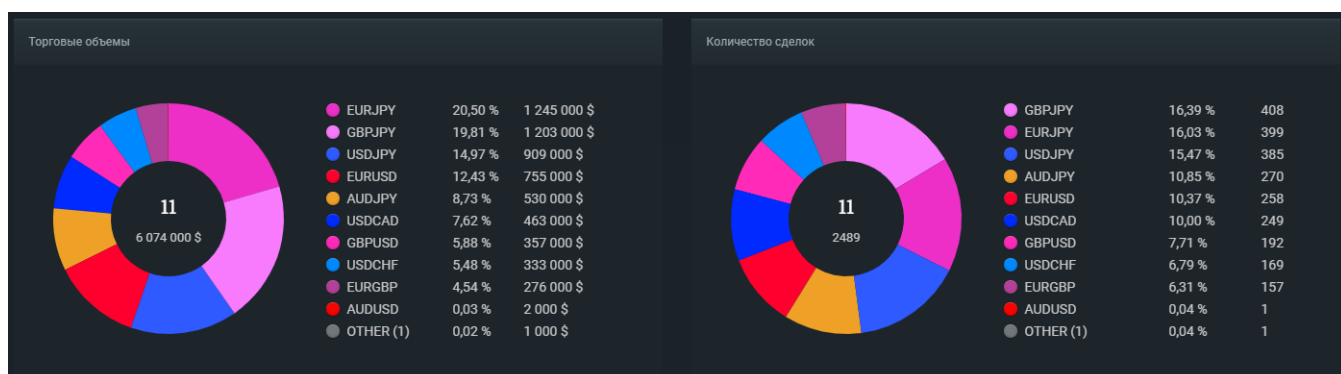 Торговые объемы
11
6 074 000 $
EURJPY 20,50 % 1 245 000 $
GBPJPY 19,81 % 1 203 000 $
USDJPY 14,97 % 909 000 $
EURUSD 12,43 % 755 000 $
AUDJPY 8,73 % 530 000 $
USDCAD 7,62 % 463 000 $
GBPUSD 5,88 % 357 000 $
USDCHF 5,48 % 333 000 $
EURGBP 4,54 % 276 000 $
AUDUSD 0,03 % 2 000 $
OTHER (1) 0,02 % 1 000 $
Количество сделок
11
2489
GBPJPY 16,39 % 408
EURJPY 16,03 % 399
USDJPY 15,47 % 385
AUDJPY 10,85 % 270
EURUSD 10,37 % 258
USDCAD 10,00 % 249
GBPUSD 7,71 % 192
USDCHF 6,79 % 169
EURGBP 6,31 % 157
AUDUSD 0,04 % 1
OTHER (1) 0,04 % 1